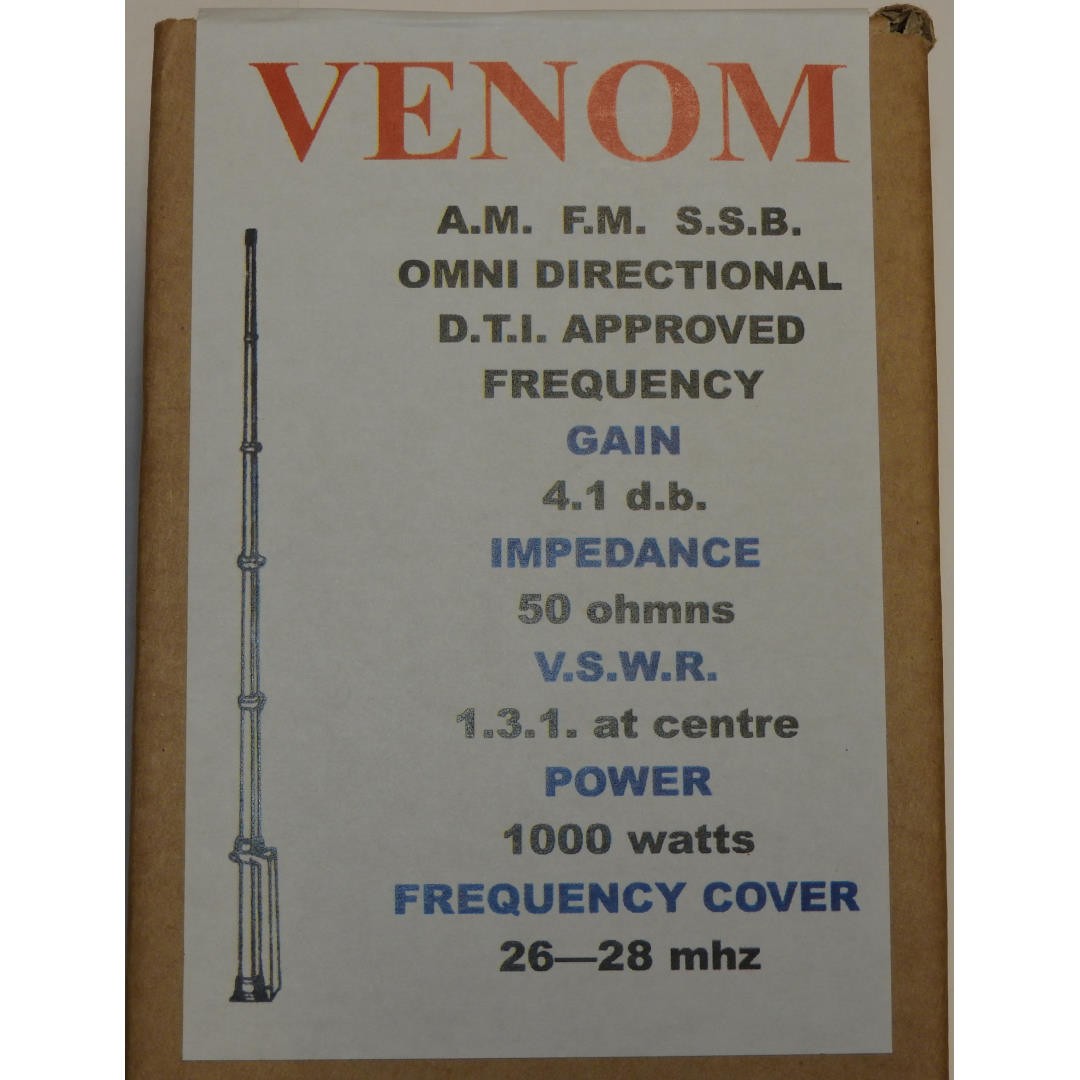 VENOM
A.M. F.M. S.S.B.
OMNI DIRECTIONAL
D.T.I. APPROVED
FREQUENCY
GAIN
4.1 d.b.
IMPEDANCE
50 ohmns
V.S.W.R.
1.3.1. at centre
POWER
1000 watts
FREQUENCY COVER
26—28 mhz